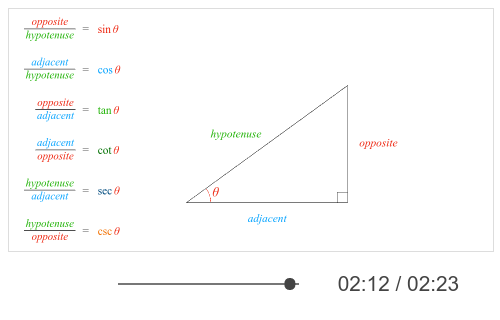 opposite
hypotenuse = sin θ
adjacent
hypotenuse = cos θ
opposite
adjacent = tan θ
adjacent
opposite = cot θ
hypotenuse
adjacent = sec θ
hypotenuse
opposite = csc θ
hypotenuse
opposite
θ
adjacent
02:12 / 02:23